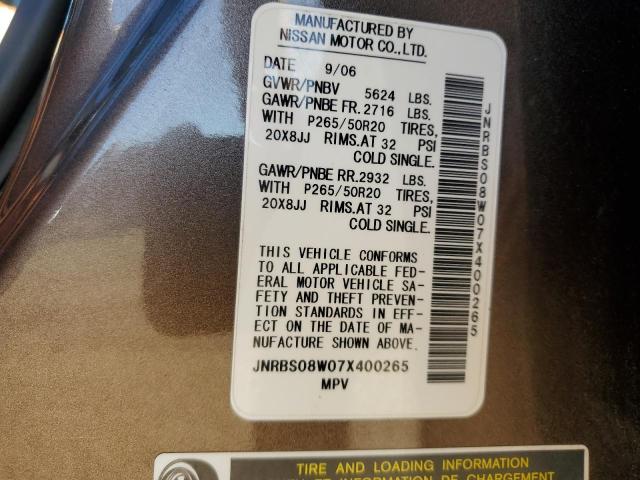 MANUFACTURED BY
NISSAN MOTOR CO.,LTD.
DATE 9/06
GVWR/PNBV 5624 LBS.
GAWR/PNBE FR.2716 LBS.
WITH P265/50R20 TIRES,
20X8JJ RIMS.AT 32 PSI
COLD SINGLE.
GAWR/PNBE RR.2932 LBS.
WITH P265/50R20 TIRES,
20X8JJ RIMS.AT 32 PSI
COLD SINGLE.
THIS VEHICLE CONFORMS
TO ALL APPLICABLE FED-
ERAL MOTOR VEHICLE SA-
FETY AND THEFT PREVEN-
TION STANDARDS IN EFF-
ECT ON THE DATE OF MA-
NUFACTURE SHOWN ABOVE.
JNRBS08W07X400265
MPV
JNRBS08W07X400265
TIRE AND LOADING INFORMATION
DE CHARGEMENT